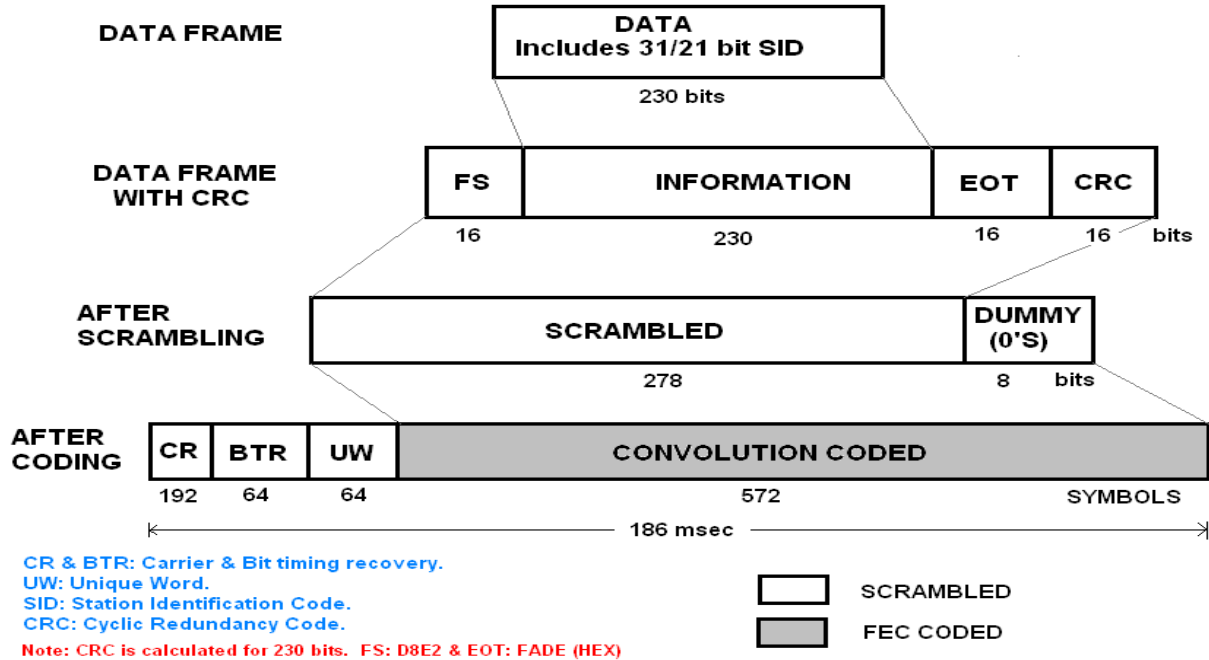 DATA FRAME
DATA
Includes 31/21 bit SID
230 bits
DATA FRAME
WITH CRC
FS
INFORMATION
EOT
CRC
16
230
16
16
bits
AFTER
SCRAMBLING
SCRAMBLED
DUMMY
(0'S)
278
8
bits
AFTER
CODING
CR
BTR
UW
CONVOLUTION CODED
192
64
64
572
SYMBOLS
186 msec
CR & BTR: Carrier & Bit timing recovery.
UW: Unique Word.
SID: Station Identification Code.
CRC: Cyclic Redundancy Code.
Note: CRC is calculated for 230 bits. FS: D8E2 & EOT: FADE (HEX)
SCRAMBLED
FEC CODED